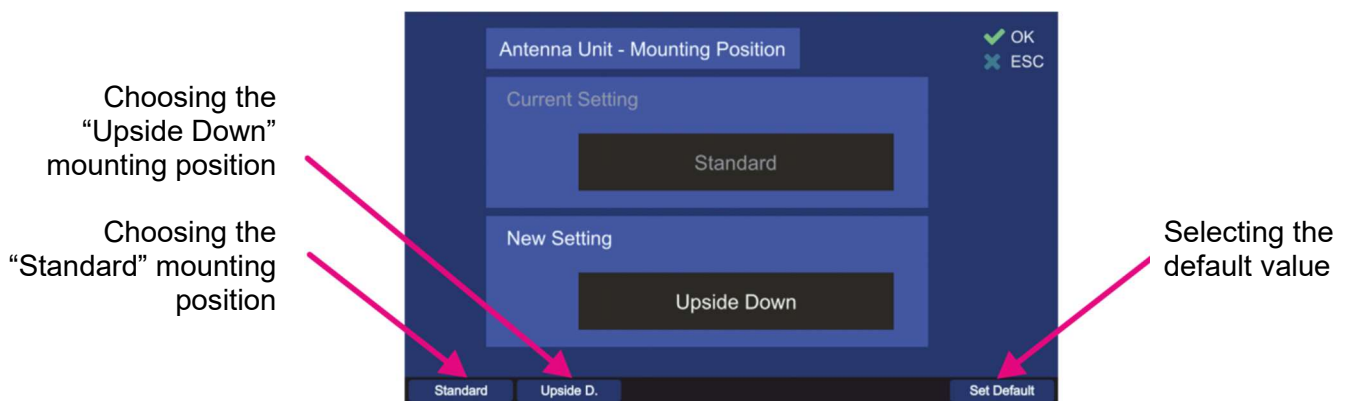 Choosing the
“Upside Down”
mounting position
Choosing the
“Standard” mounting
position
Antenna Unit - Mounting Position
OK
ESC
Current Setting
Standard
New Setting
Upside Down
Standard
Upside D.
Set Default
Selecting the
default value